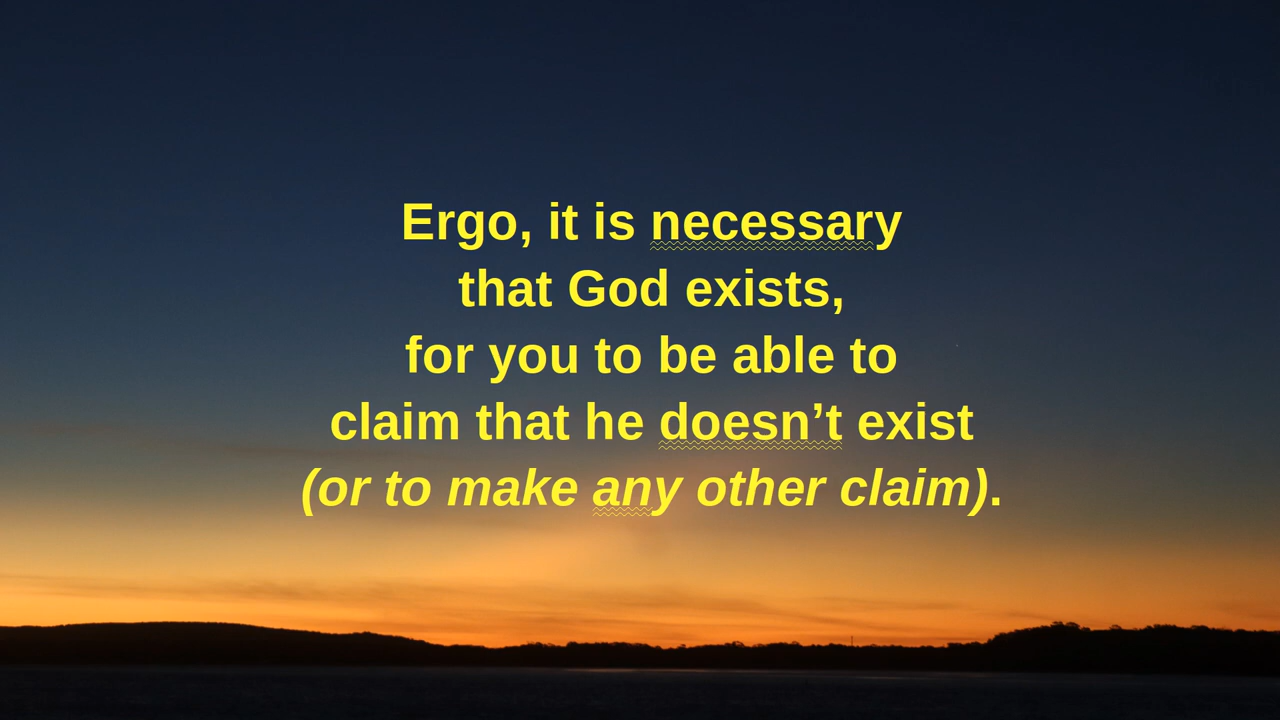 Ergo, it is necessary
that God exists,
for you to be able to
claim that he doesn’t exist
(or to make any other claim).